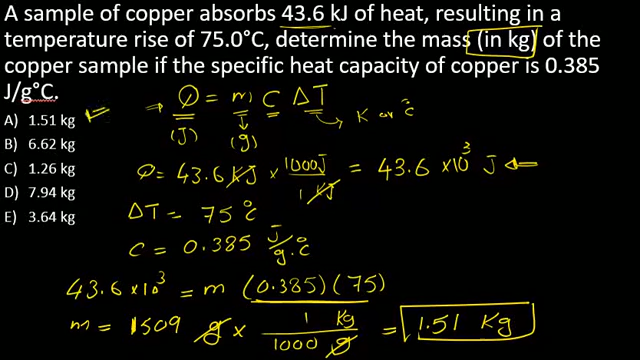 A sample of copper absorbs 43.6 kJ of heat, resulting in a
temperature rise of 75.0°C, determine the mass (in kg) of the
copper sample if the specific heat capacity of copper is 0.385
J/g°C.
A) 1.51 kg
B) 6.62 kg
C) 1.26 kg
D) 7.94 kg
E) 3.64 kg
⇒ Q = m C ΔT
(J) (g) → K or °C
Q = 43.6 kJ × 1000J / 1 kJ = 43.6 × 10³ J ⇐
ΔT = 75 °C
C = 0.385 J / g. °C
43.6 × 10³ = m (0.385) (75)
m = 1509 g × 1 Kg / 1000 g = 1.51 Kg